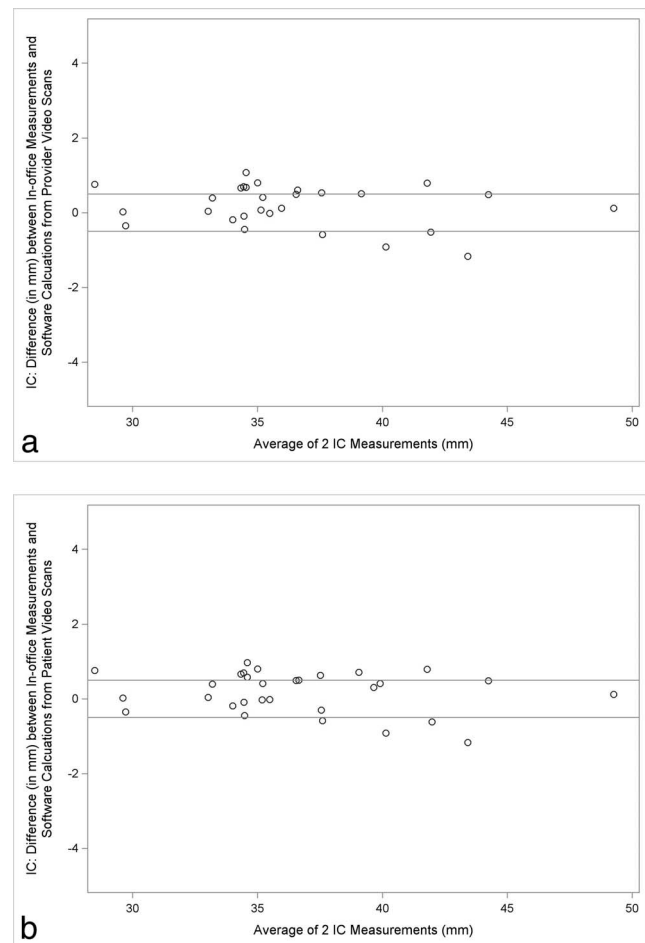 IC: Difference (in mm) between In-office Measurements and
Software Calcuations from Provider Video Scans
4
2
0
-2
-4
30 35 40 45 50
Average of 2 IC Measurements (mm)
a
IC: Difference (in mm) between In-office Measurements and
Software Calcuations from Patient Video Scans
4
2
0
-2
-4
30 35 40 45 50
Average of 2 IC Measurements (mm)
b